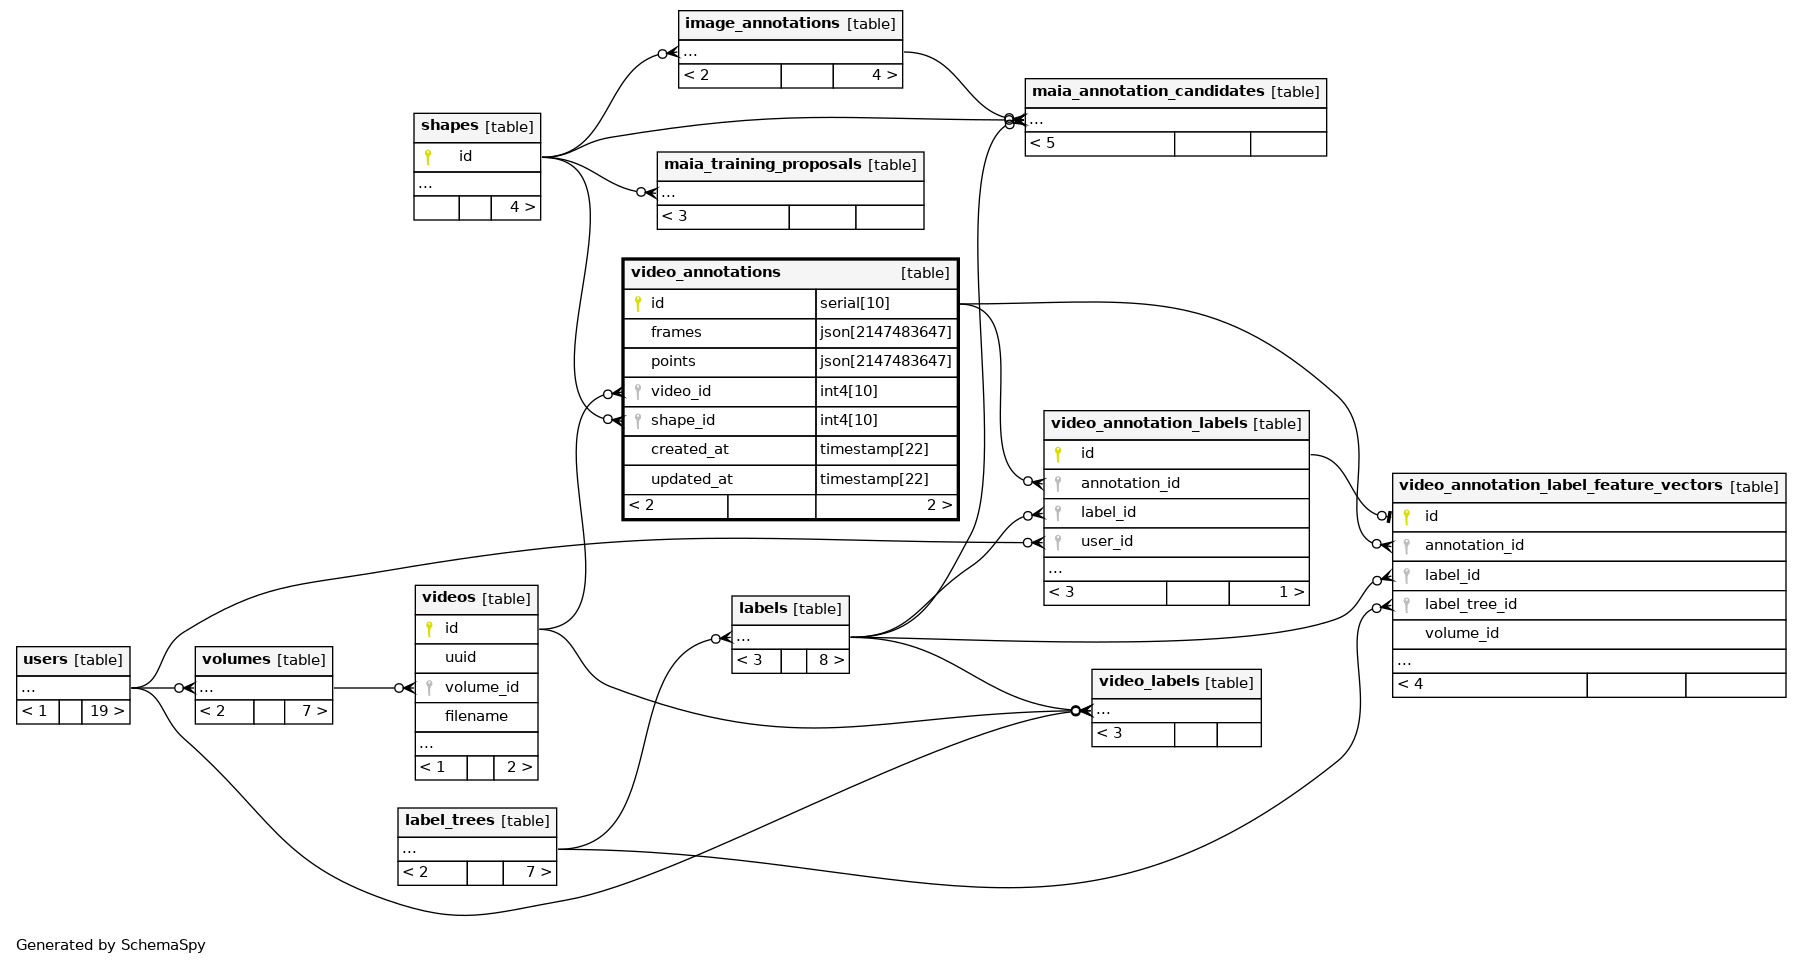 image_annotations [table]
...
< 2 4 >
maia_annotation_candidates [table]
...
< 5
shapes [table]
id
...
4 >
maia_training_proposals [table]
...
< 3
video_annotations [table]
id serial[10]
frames json[2147483647]
points json[2147483647]
video_id int4[10]
shape_id int4[10]
created_at timestamp[22]
updated_at timestamp[22]
< 2 2 >
video_annotation_labels [table]
id
annotation_id
label_id
user_id
...
< 3 1 >
video_annotation_label_feature_vectors [table]
id
annotation_id
label_id
label_tree_id
volume_id
...
< 4
videos [table]
id
uuid
volume_id
filename
...
< 1 2 >
labels [table]
...
< 3 8 >
users [table]
...
< 1 19 >
volumes [table]
...
< 2 7 >
video_labels [table]
...
< 3
label_trees [table]
...
< 2 7 >
Generated by SchemaSpy